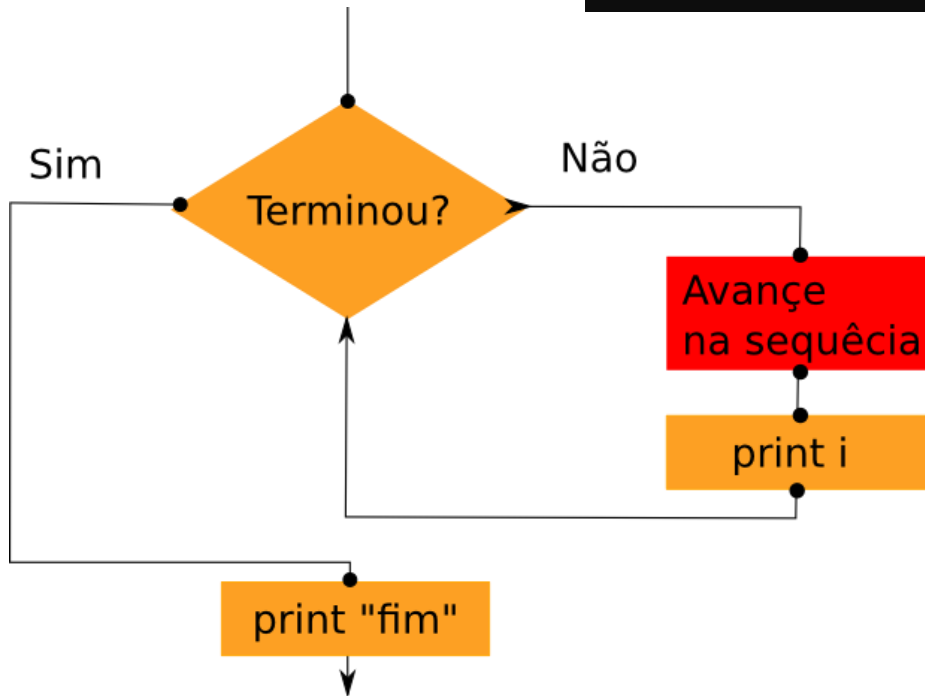 Sim
Não
Terminou?
Avançe
na sequêcia
print i
print "fim"